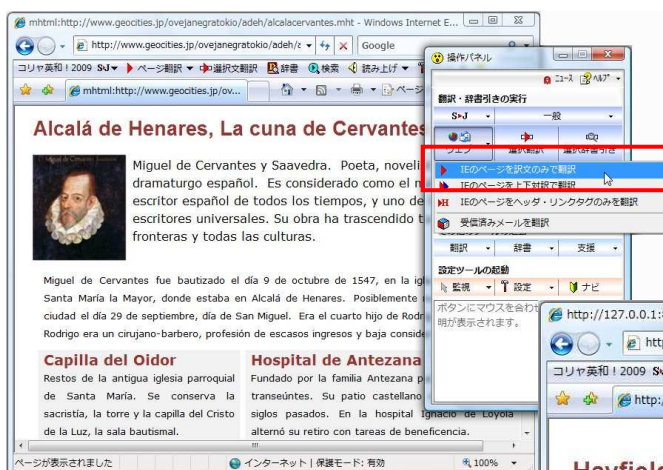 mhtml:http://www.geocities.jp/ovejanegratokio/adeh/alcalacervantes.mht - Windows Internet E...
http://www.geocities.jp/ovejanegratokio/adeh/
Google
コリャ英和!2009 S▸J ページ翻訳 選択文翻訳 辞書 検索 読み上げ
mhtml:http://www.geocities.jp/ov...
ページ
Alcalá de Henares, La cuna de Cervantes
Miguel de Cervantes y Saavedra. Poeta, noveli
dramaturgo español. Es considerado como el
escritor español de todos los tiempos, y uno de
escritores universales. Su obra ha trascendido t
fronteras y todas las culturas.
Miguel de Cervantes fue bautizado el día 9 de octubre de 1547, en la igl
Santa María la Mayor, donde estaba en Alcalá de Henares. Posiblemente
ciudad el día 29 de septiembre, día de San Miguel. Era el cuarto hijo de Rodr
Rodrigo era un cirujano-barbero, profesión de escasos ingresos y baja conside
Capilla del Oidor
Restos de la antigua iglesia parroquial
de Santa María. Se conserva la
sacristía, la torre y la capilla del Cristo
de la Luz, la sala bautismal.
Hospital de Antezana
Fundado por la familia Antezana p
transeúntes. Su patio castellano
siglos pasados. En la hospital Ignacio de Loyola
alternó su retiro con tareas de beneficencia.
ページが表示されました
インターネット | 保護モード: 有効
100%
操作パネル
ニュース ヘルプ
翻訳・辞書引きの実行
S▸J 一般
ウェブ 選択翻訳 選択辞書引き
IEのページを訳文のみで翻訳
IEのページを上下対訳で翻訳
IEのページをヘッダ・リンクタグのみを翻訳
受信済みメールを翻訳
翻訳 辞書 支援
設定ツールの起動
監視 設定 ナビ
ボタンにマウスを合わせ
明が表示されます。
http://127.0.0.1:
http
コリャ英和!2009
http:/
Hayfield